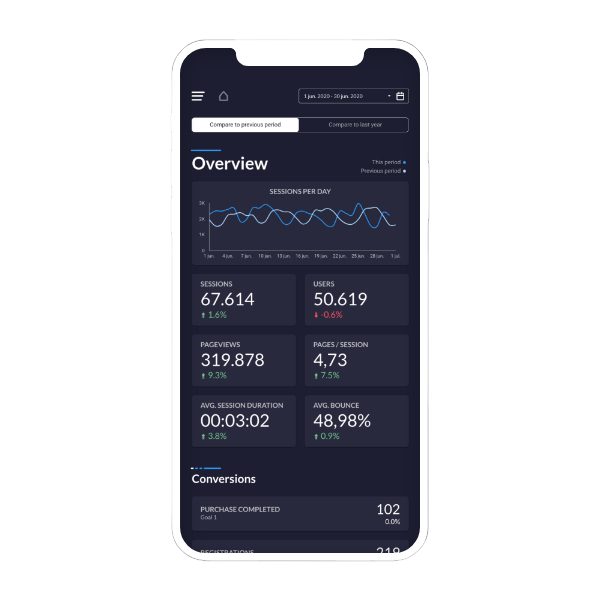 1 jun. 2020 - 30 jun. 2020
Compare to previous period Compare to last year
Overview
This period
Previous period
SESSIONS PER DAY
3K
2K
1K
0
1 jun. 4 jun. 7 jun. 10 jun. 13 jun. 16 jun. 19 jun. 22 jun. 25 jun. 28 jun. 1 jul.
SESSIONS USERS
67.614 50.619
1.6% -0.6%
PAGEVIEWS PAGES / SESSION
319.878 4,73
9.3% 7.5%
AVG. SESSION DURATION AVG. BOUNCE
00:03:02 48,98%
3.8% 0.9%
Conversions
PURCHASE COMPLETED 102
Goal 1 0.0%
REGISTRATIONS 219